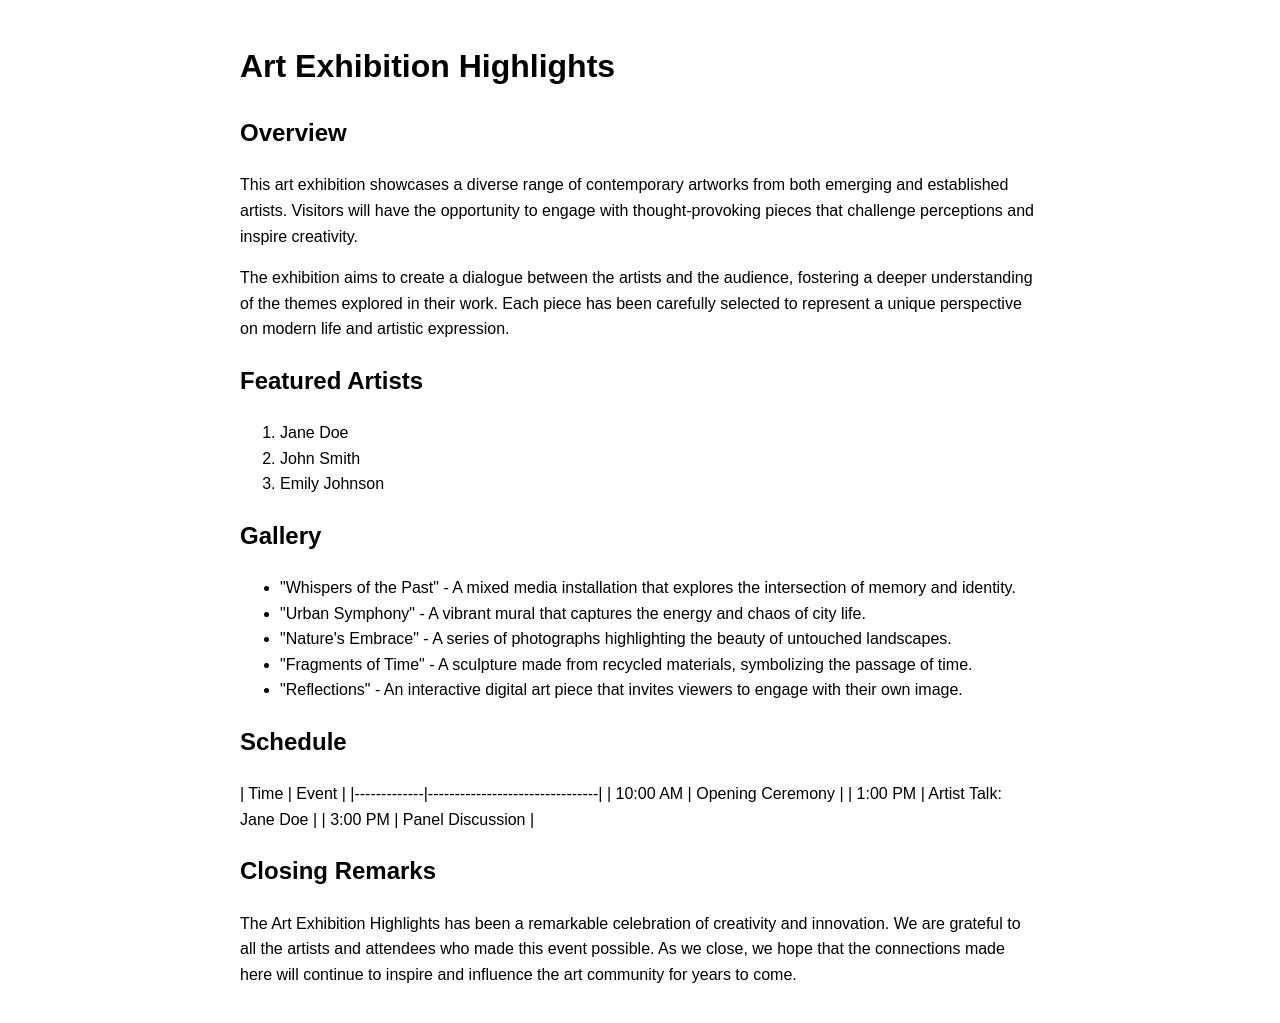 Art Exhibition Highlights
Overview
This art exhibition showcases a diverse range of contemporary artworks from both emerging and established
artists. Visitors will have the opportunity to engage with thought-provoking pieces that challenge perceptions and
inspire creativity.
The exhibition aims to create a dialogue between the artists and the audience, fostering a deeper understanding
of the themes explored in their work. Each piece has been carefully selected to represent a unique perspective
on modern life and artistic expression.
Featured Artists
1. Jane Doe
2. John Smith
3. Emily Johnson
Gallery
• "Whispers of the Past" - A mixed media installation that explores the intersection of memory and identity.
• "Urban Symphony" - A vibrant mural that captures the energy and chaos of city life.
• "Nature's Embrace" - A series of photographs highlighting the beauty of untouched landscapes.
• "Fragments of Time" - A sculpture made from recycled materials, symbolizing the passage of time.
• "Reflections" - An interactive digital art piece that invites viewers to engage with their own image.
Schedule
| Time | Event | |-------------|--------------------------------| | 10:00 AM | Opening Ceremony | | 1:00 PM | Artist Talk:
Jane Doe | | 3:00 PM | Panel Discussion |
Closing Remarks
The Art Exhibition Highlights has been a remarkable celebration of creativity and innovation. We are grateful to
all the artists and attendees who made this event possible. As we close, we hope that the connections made
here will continue to inspire and influence the art community for years to come.